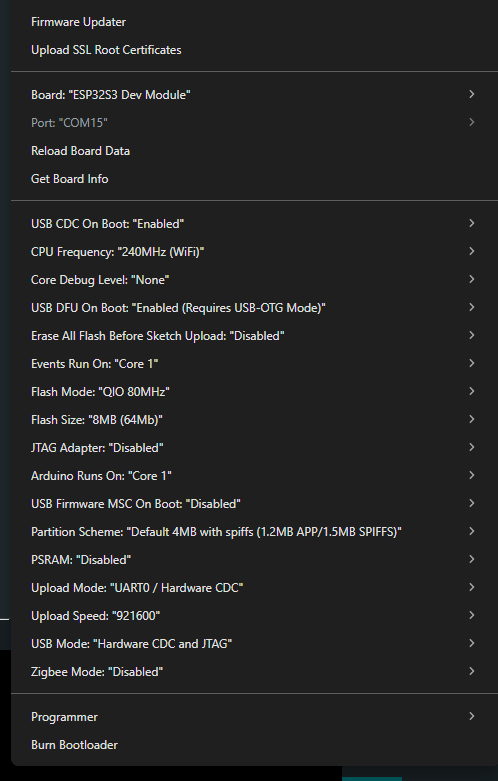 Firmware Updater
Upload SSL Root Certificates
Board: "ESP32S3 Dev Module"
Port: "COM15"
Reload Board Data
Get Board Info
USB CDC On Boot: "Enabled"
CPU Frequency: "240MHz (WiFi)"
Core Debug Level: "None"
USB DFU On Boot: "Enabled (Requires USB-OTG Mode)"
Erase All Flash Before Sketch Upload: "Disabled"
Events Run On: "Core 1"
Flash Mode: "QIO 80MHz"
Flash Size: "8MB (64Mb)"
JTAG Adapter: "Disabled"
Arduino Runs On: "Core 1"
USB Firmware MSC On Boot: "Disabled"
Partition Scheme: "Default 4MB with spiffs (1.2MB APP/1.5MB SPIFFS)"
PSRAM: "Disabled"
Upload Mode: "UART0 / Hardware CDC"
Upload Speed: "921600"
USB Mode: "Hardware CDC and JTAG"
Zigbee Mode: "Disabled"
Programmer
Burn Bootloader